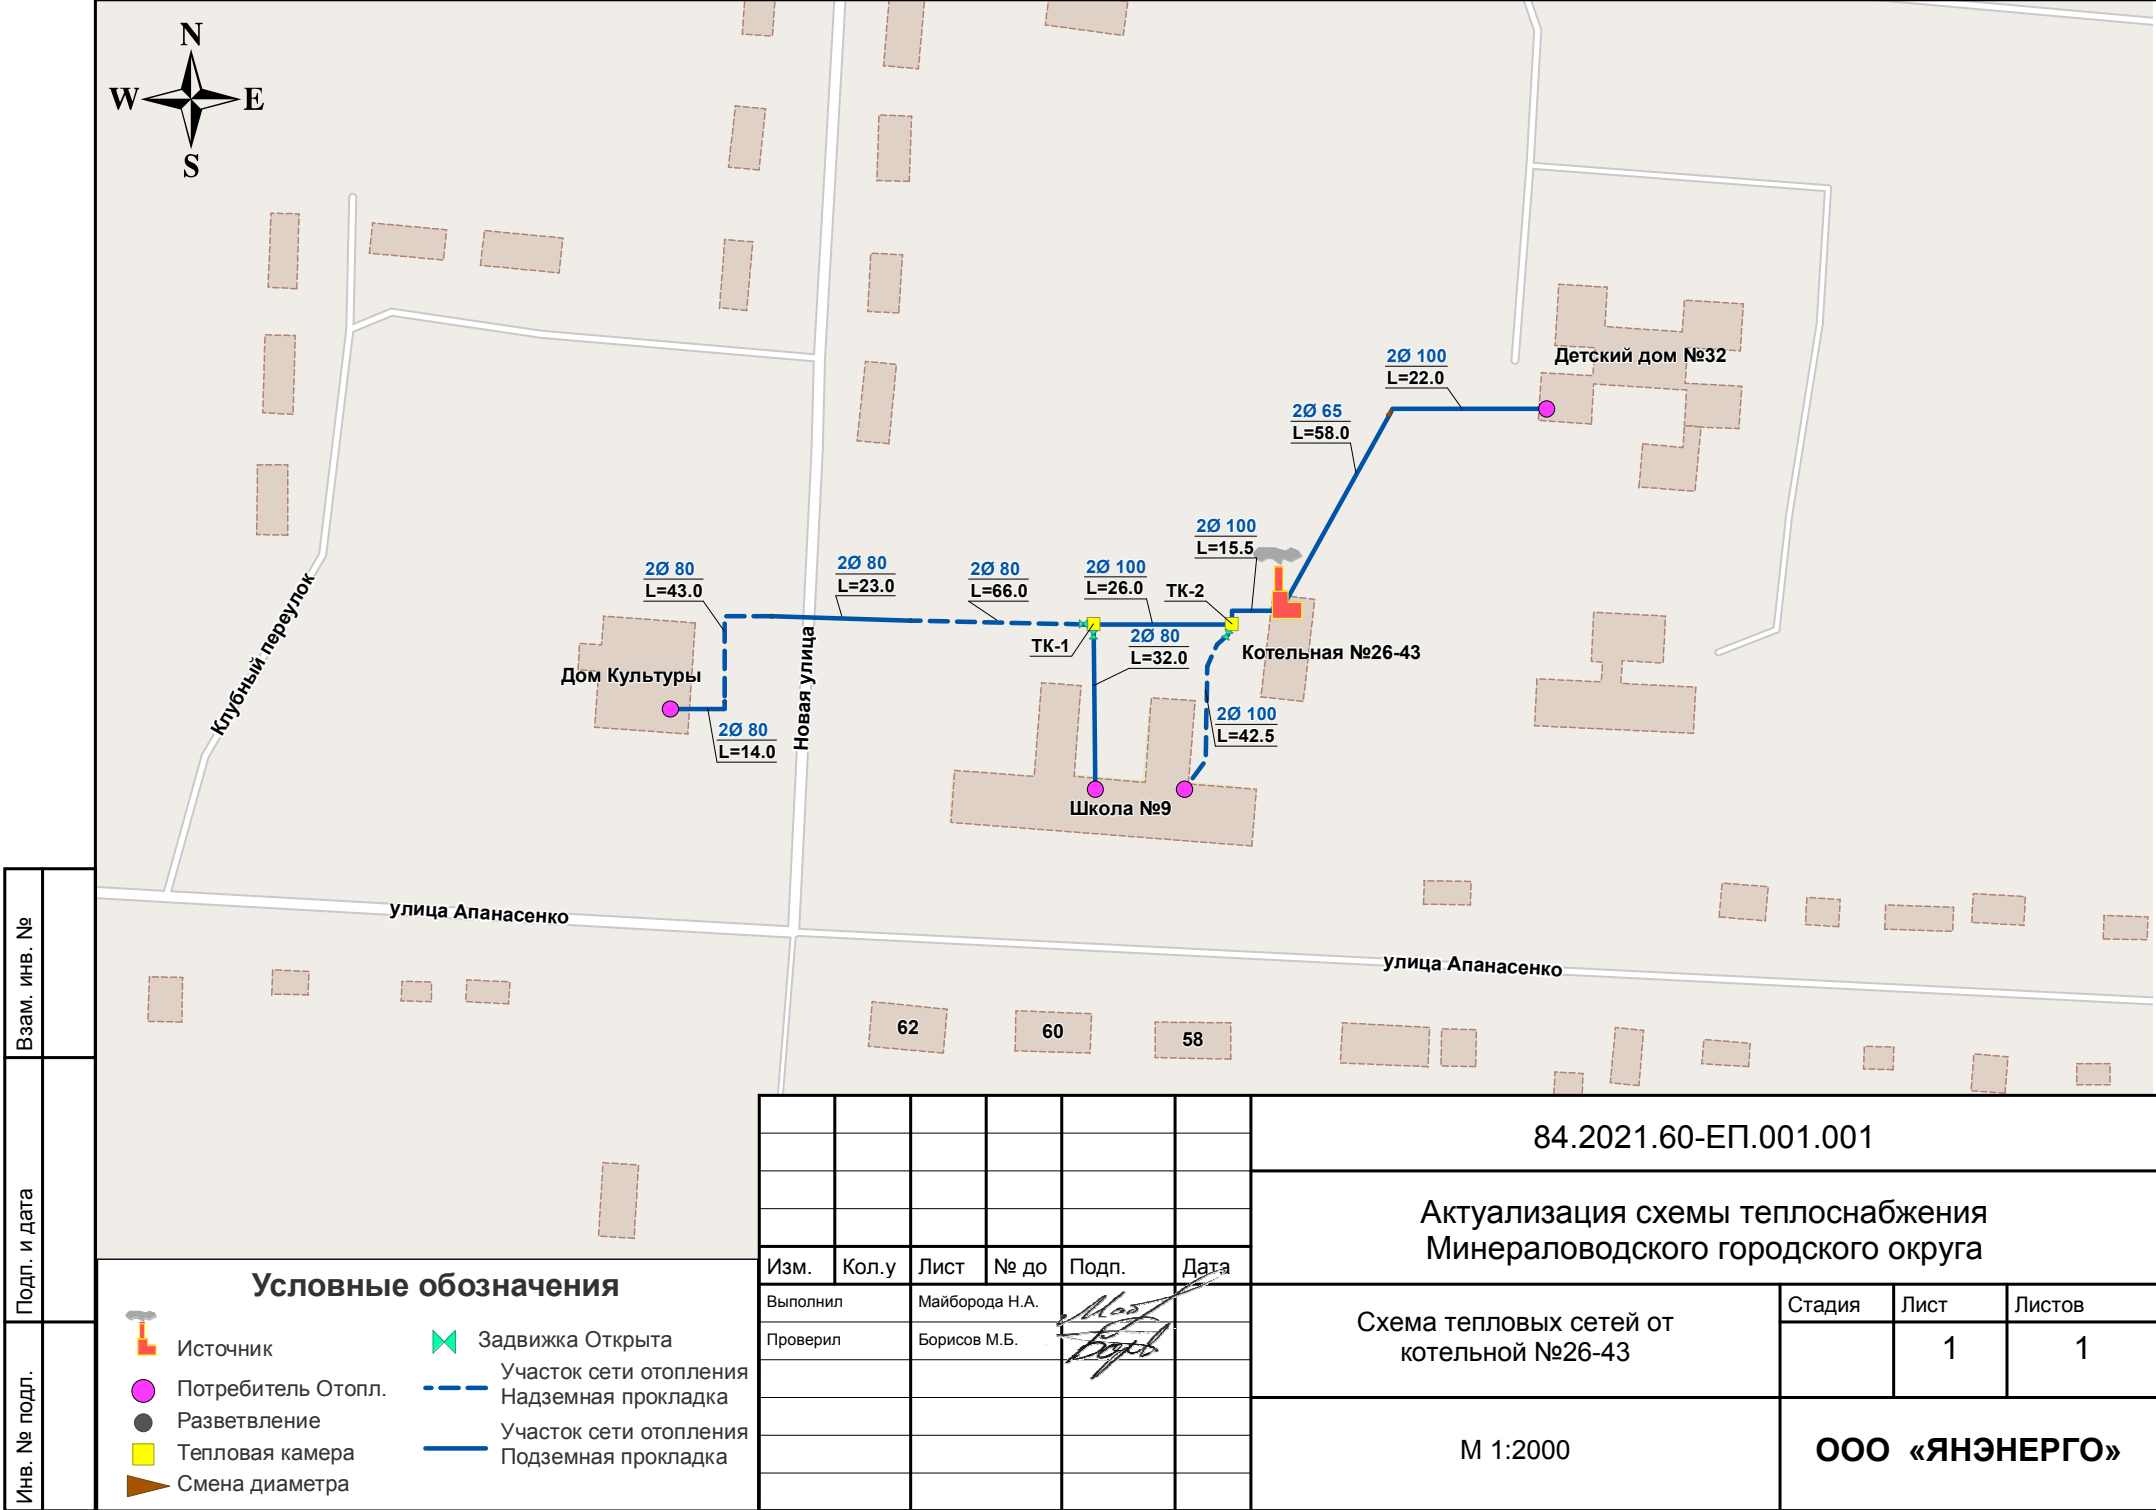 N
W
E
S
Детский дом №32
2Ø 100
L=22.0
2Ø 65
L=58.0
2Ø 100
L=15.5
2Ø 80
L=43.0
2Ø 80
L=23.0
2Ø 80
L=66.0
2Ø 100
L=26.0
ТК-2
ТК-1
2Ø 80
L=32.0
Котельная №26-43
Дом Культуры
2Ø 80
L=14.0
2Ø 100
L=42.5
Школа №9
Клубный переулок
Новая улица
улица Апанасенко
улица Апанасенко
62
60
58
Взам. инв. №
Подп. и дата
Инв. № подл.
Условные обозначения
Источник
Потребитель Отопл.
Разветвление
Тепловая камера
Смена диаметра
Задвижка Открыта
Участок сети отопления
Надземная прокладка
Участок сети отопления
Подземная прокладка
Изм.
Кол.у
Лист
№ до
Подп.
Дата
Выполнил
Майборода Н.А.
Проверил
Борисов М.Б.
84.2021.60-ЕП.001.001
Актуализация схемы теплоснабжения
Минераловодского городского округа
Схема тепловых сетей от
котельной №26-43
Стадия
Лист
Листов
1
1
М 1:2000
ООО «ЯНЭНЕРГО»